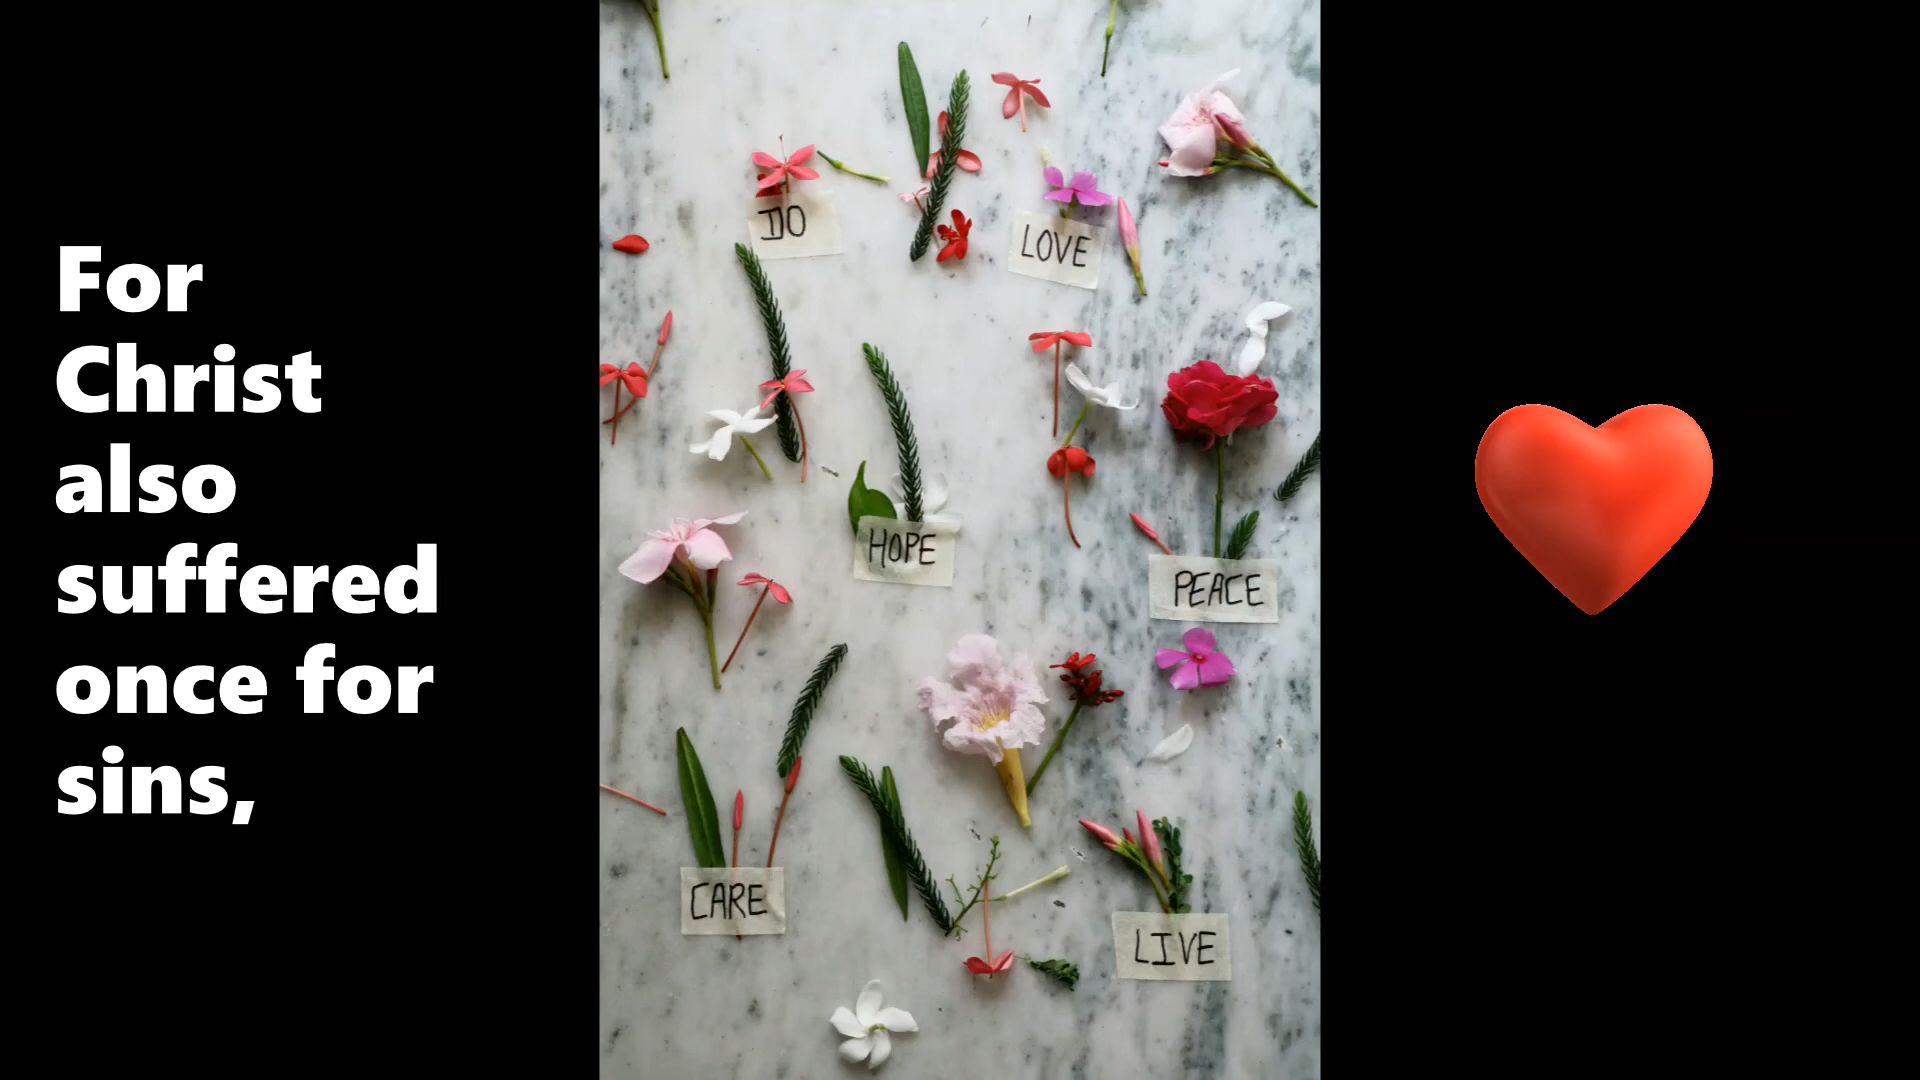 For
Christ
also
suffered
once for
sins,
DO
LOVE
HOPE
PEACE
CARE
LIVE